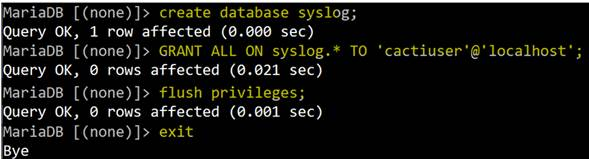 MariaDB [(none)]> create database syslog;
Query OK, 1 row affected (0.000 sec)
MariaDB [(none)]> GRANT ALL ON syslog.* TO 'cactiuser'@'localhost';
Query OK, 0 rows affected (0.021 sec)
MariaDB [(none)]> flush privileges;
Query OK, 0 rows affected (0.001 sec)
MariaDB [(none)]> exit
Bye